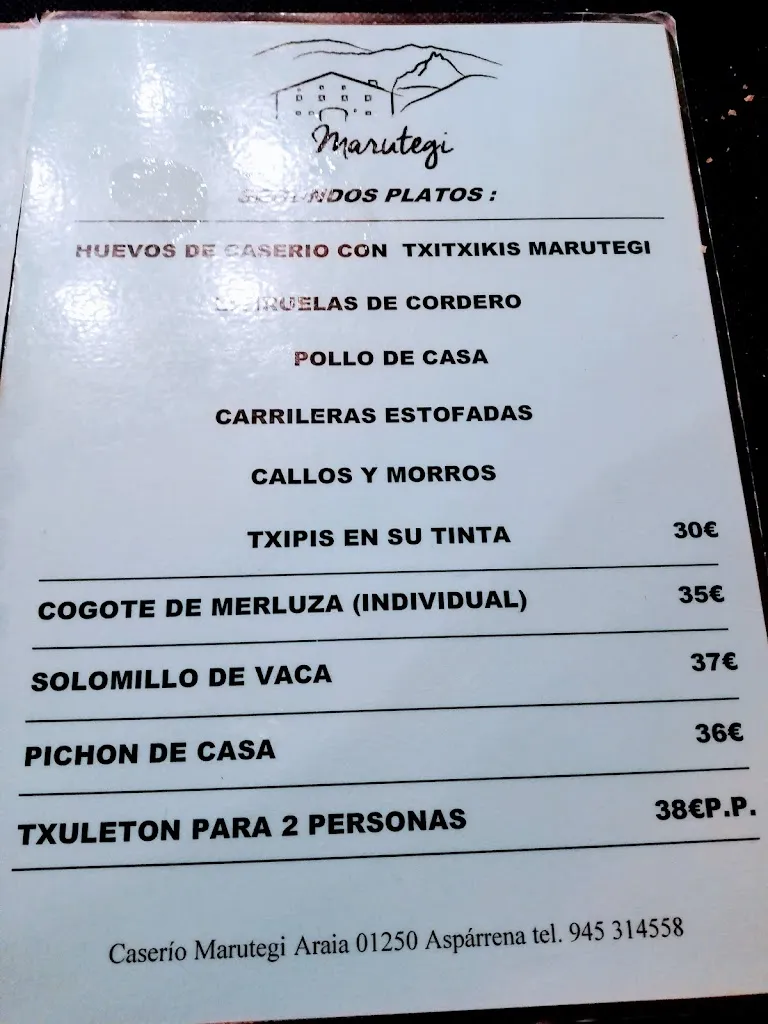 Marutegi
SEGUNDOS PLATOS :
HUEVOS DE CASERIO CON TXITXIKIS MARUTEGI
DE CORDERO
POLLO DE CASA
CARRILERAS ESTOFADAS
CALLOS Y MORROS
TXIPIS EN SU TINTA 30€
COGOTE DE MERLUZA (INDIVIDUAL) 35€
SOLOMILLO DE VACA 37€
PICHON DE CASA 36€
TXULETON PARA 2 PERSONAS 38€P.P.
Caserío Marutegi Araia 01250 Aspárrena tel. 945 314558